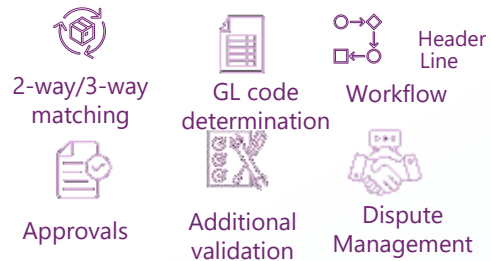 2-way/3-way
matching
GL code
determination
Header
Line
Workflow
Approvals
Additional
validation
Dispute
Management